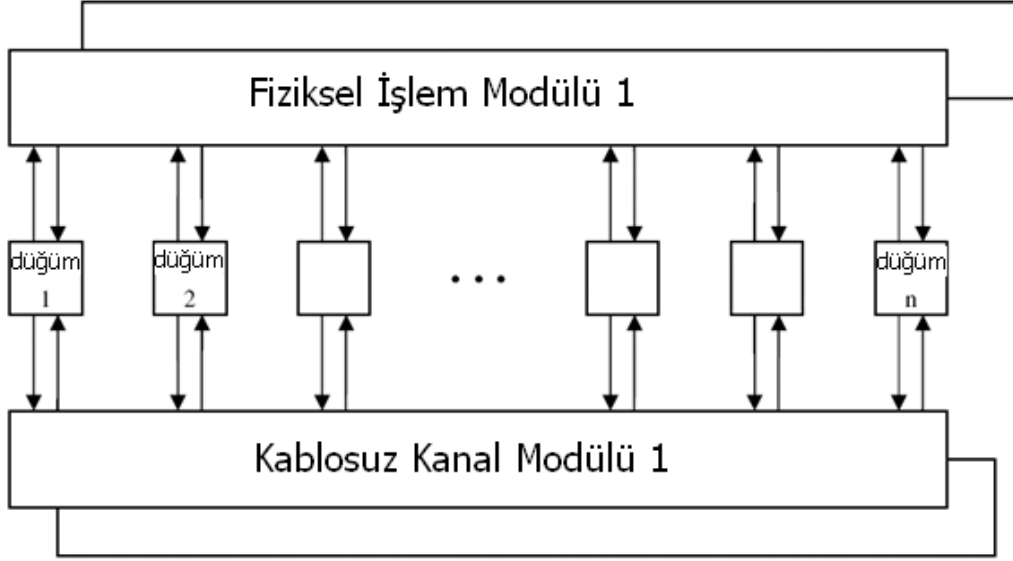 Fiziksel İşlem Modülü 1
düğüm
1
düğüm
2
...
düğüm
n
Kablosuz Kanal Modülü 1